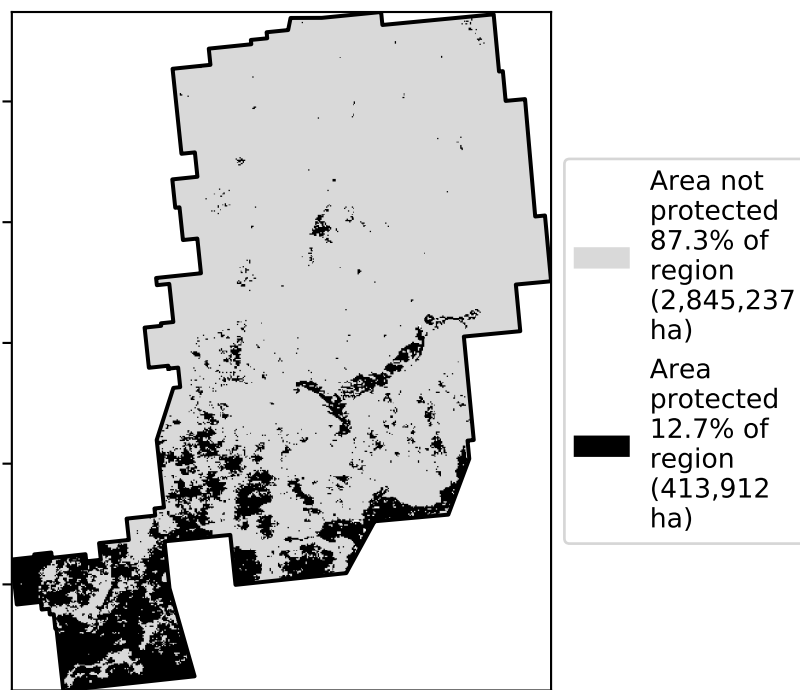 Area not
protected
87.3% of
region
(2,845,237
ha)
Area
protected
12.7% of
region
(413,912
ha)